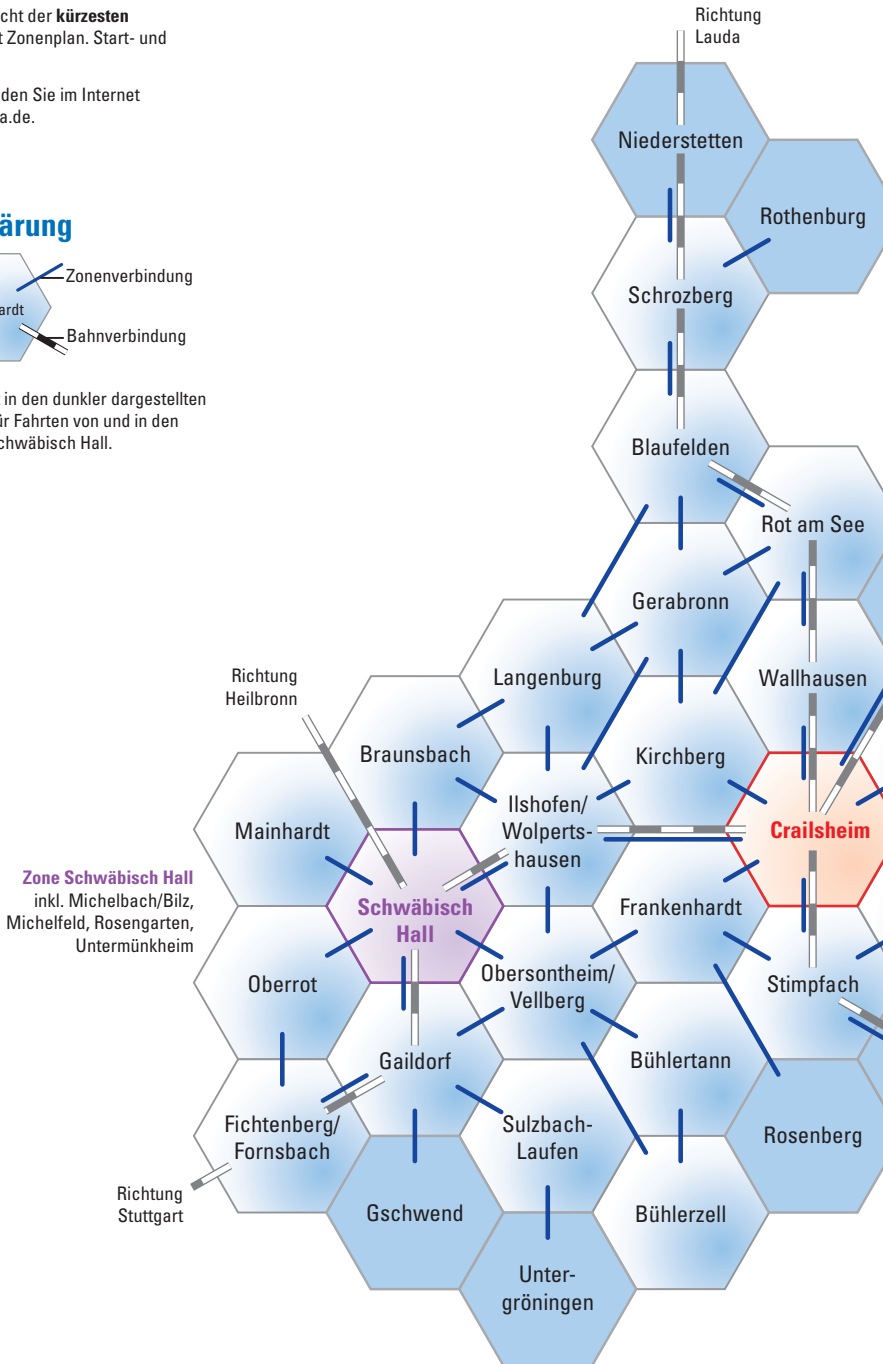 cht der kürzesten
t Zonenplan. Start- und
den Sie im Internet
a.de.
ärung
Zonenverbindung
ardt
Bahnverbindung
in den dunkler dargestellten
ür Fahrten von und in den
chwäbisch Hall.
Richtung
Lauda
Niederstetten
Rothenburg
Schrozberg
Blaufelden
Rot am See
Gerabronn
Richtung
Heilbronn
Langenburg
Wallhausen
Braunsbach
Kirchberg
Mainhardt
Ilshofen/
Wolperts-
hausen
Crailsheim
Zone Schwäbisch Hall
inkl. Michelbach/Bilz,
Michelfeld, Rosengarten,
Untermünkheim
Schwäbisch
Hall
Frankenhardt
Oberrot
Obersontheim/
Vellberg
Stimpfach
Gaildorf
Bühlertann
Fichtenberg/
Fornsbach
Sulzbach-
Laufen
Rosenberg
Richtung
Stuttgart
Gschwend
Bühlerzell
Unter-
gröningen